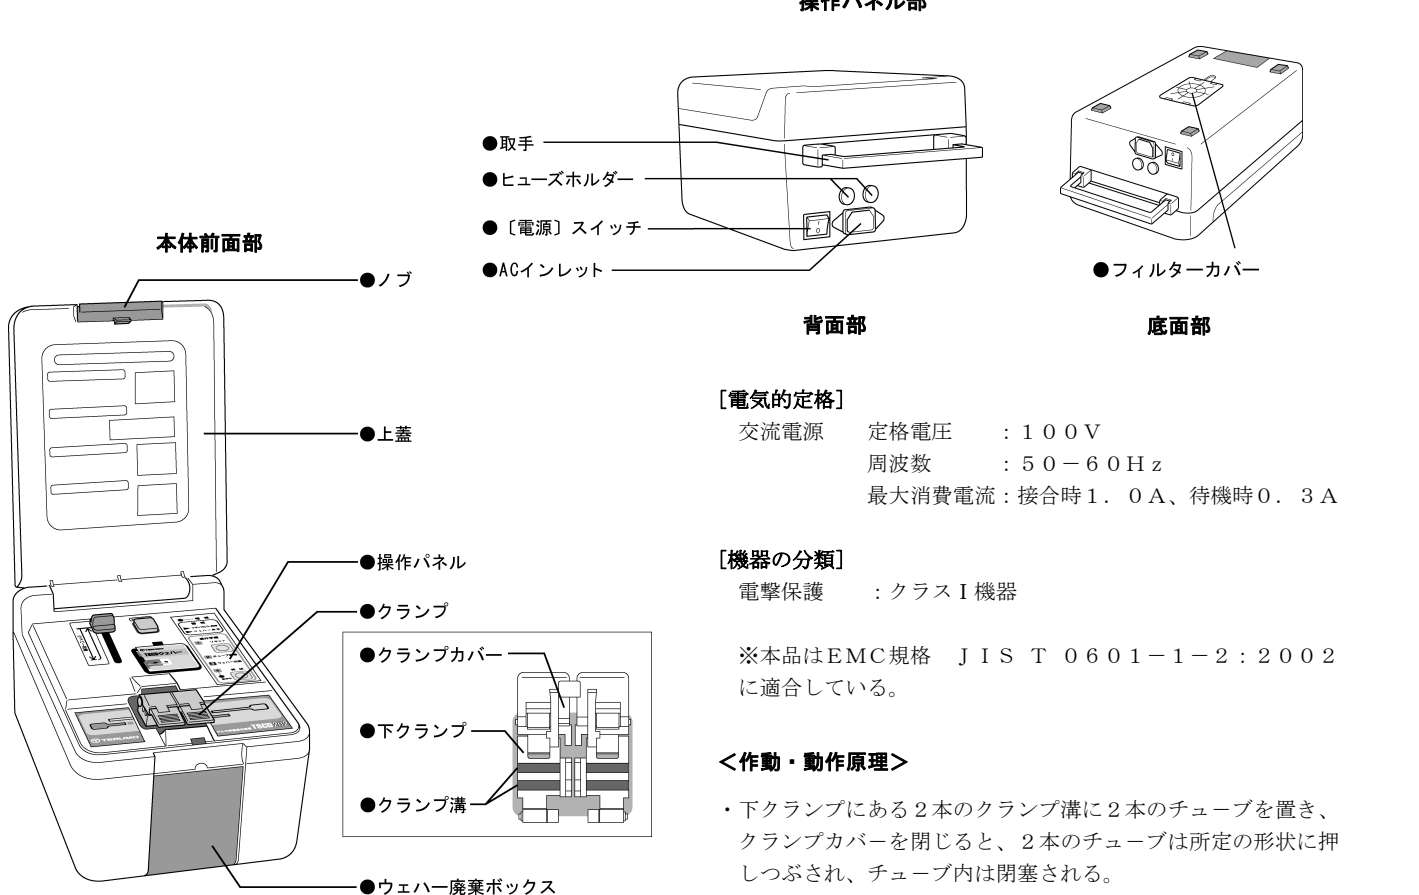 操作パネル部
●取手
●ヒューズホルダー
●〔電源〕スイッチ
●ACインレット
背面部
●フィルターカバー
底面部
本体前面部
●ノブ
●上蓋
●操作パネル
●クランプ
●クランプカバー
●下クランプ
●クランプ溝
●ウェハー廃棄ボックス
TERUMO
[電気的定格]
交流電源 定格電圧 :100V
周波数 :50-60Hz
最大消費電流:接合時1.0A、待機時0.3A
[機器の分類]
電撃保護 :クラスI機器
※本品はEMC規格 JIS T 0601-1-2:2002
に適合している。
<作動・動作原理>
・下クランプにある2本のクランプ溝に2本のチューブを置き、
クランプカバーを閉じると、2本のチューブは所定の形状に押
しつぶされ、チューブ内は閉塞される。